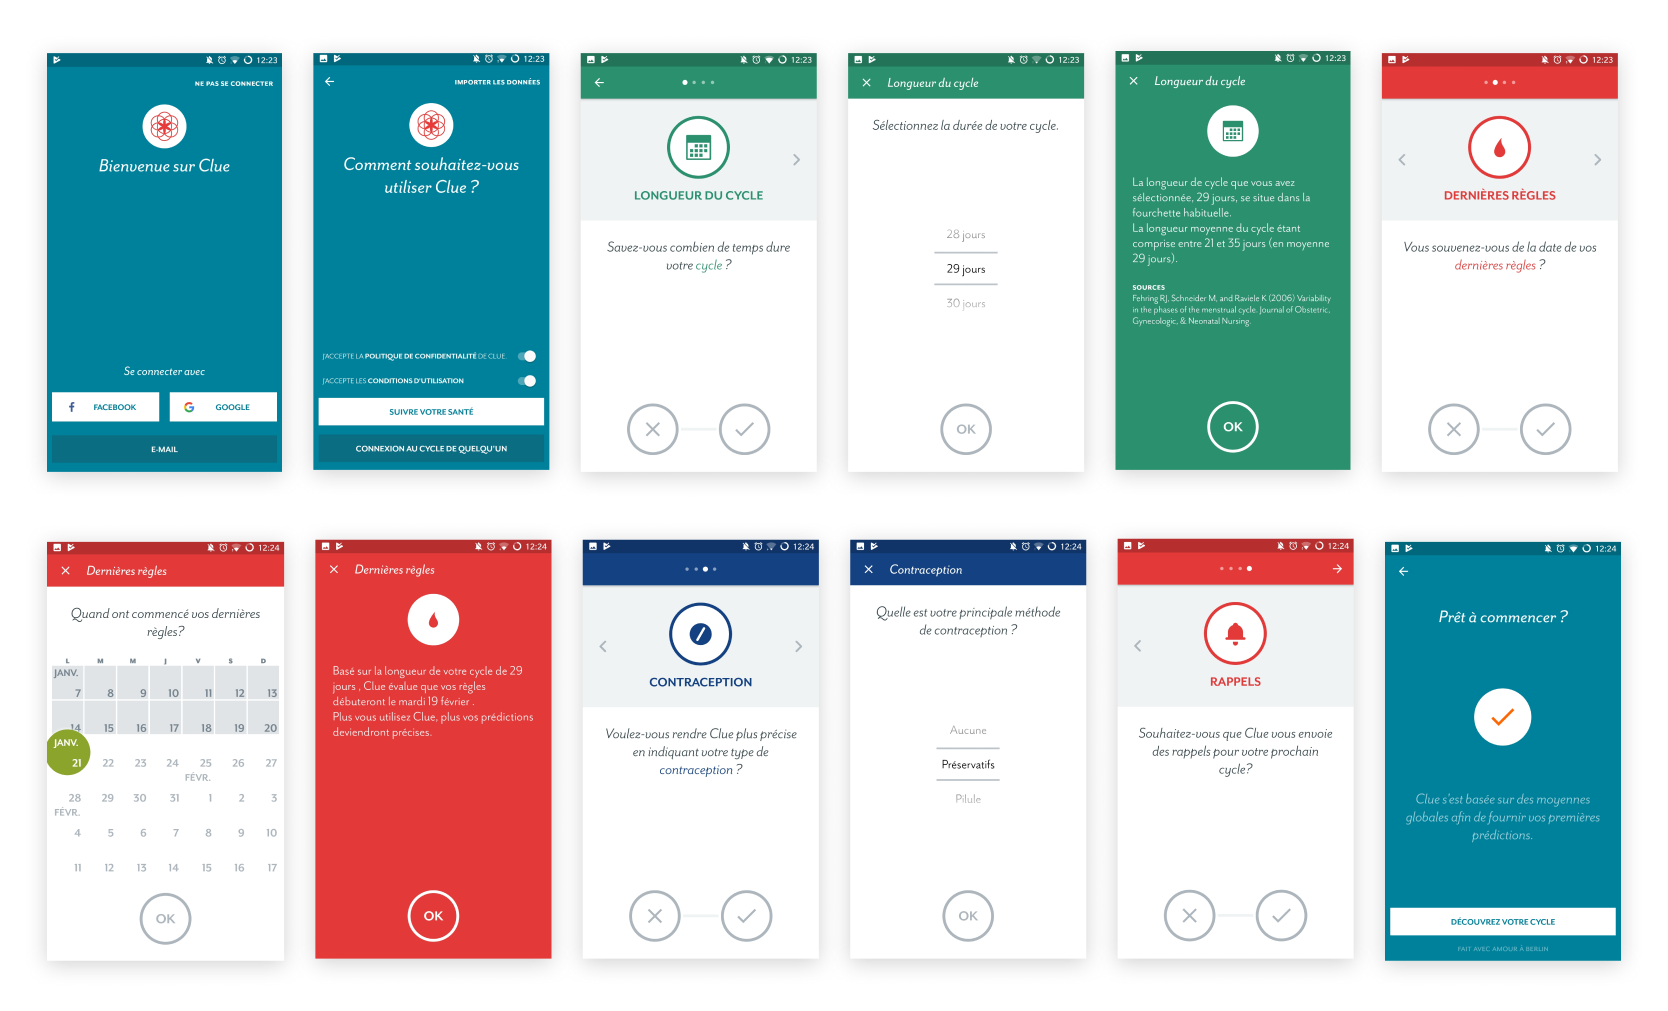 12:23
NE PAS SE CONNECTER
Bienvenue sur Clue
Se connecter avec
FACEBOOK
GOOGLE
E-MAIL
12:23
IMPORTER LES DONNÉES
Comment souhaitez-vous
utiliser Clue ?
J'ACCEPTE LA POLITIQUE DE CONFIDENTIALITÉ DE CLUE.
J'ACCEPTE LES CONDITIONS D'UTILISATION
SUIVRE VOTRE SANTÉ
CONNEXION AU CYCLE DE QUELQU'UN
12:23
LONGUEUR DU CYCLE
Savez-vous combien de temps dure
votre cycle ?
12:23
Longueur du cycle
Sélectionnez la durée de votre cycle.
28 jours
29 jours
30 jours
OK
12:23
Longueur du cycle
La longueur de cycle que vous avez
sélectionnée, 29 jours, se situe dans la
fourchette habituelle.
La longueur moyenne du cycle étant
comprise entre 21 et 35 jours (en moyenne
29 jours).
SOURCES
Fehring RJ, Schneider M, and Raviele K (2006) Variability
in the phases of the menstrual cycle. Journal of Obstetric,
Gynecologic, & Neonatal Nursing.
OK
12:23
DERNIÈRES RÈGLES
Vous souvenez-vous de la date de vos
dernières règles ?
12:24
Dernières règles
Quand ont commencé vos dernières
règles?
L M M J V S D
JANV.
7 8 9 10 11 12 13
14 15 16 17 18 19 20
JANV.
21 22 23 24 25 26 27
FÉVR.
28 29 30 31 1 2 3
FÉVR.
4 5 6 7 8 9 10
11 12 13 14 15 16 17
OK
12:24
Dernières règles
Basé sur la longueur de votre cycle de 29
jours , Clue évalue que vos règles
débuteront le mardi 19 février .
Plus vous utilisez Clue, plus vos prédictions
deviendront précises.
OK
12:24
CONTRACEPTION
Voulez-vous rendre Clue plus précise
en indiquant votre type de
contraception ?
12:24
Contraception
Quelle est votre principale méthode
de contraception ?
Aucune
Préservatifs
Pilule
OK
12:24
RAPPELS
Souhaitez-vous que Clue vous envoie
des rappels pour votre prochain
cycle?
12:24
Prêt à commencer ?
Clue s'est basée sur des moyennes
globales afin de fournir vos premières
prédictions.
DÉCOUVREZ VOTRE CYCLE
FAIT AVEC AMOUR À BERLIN